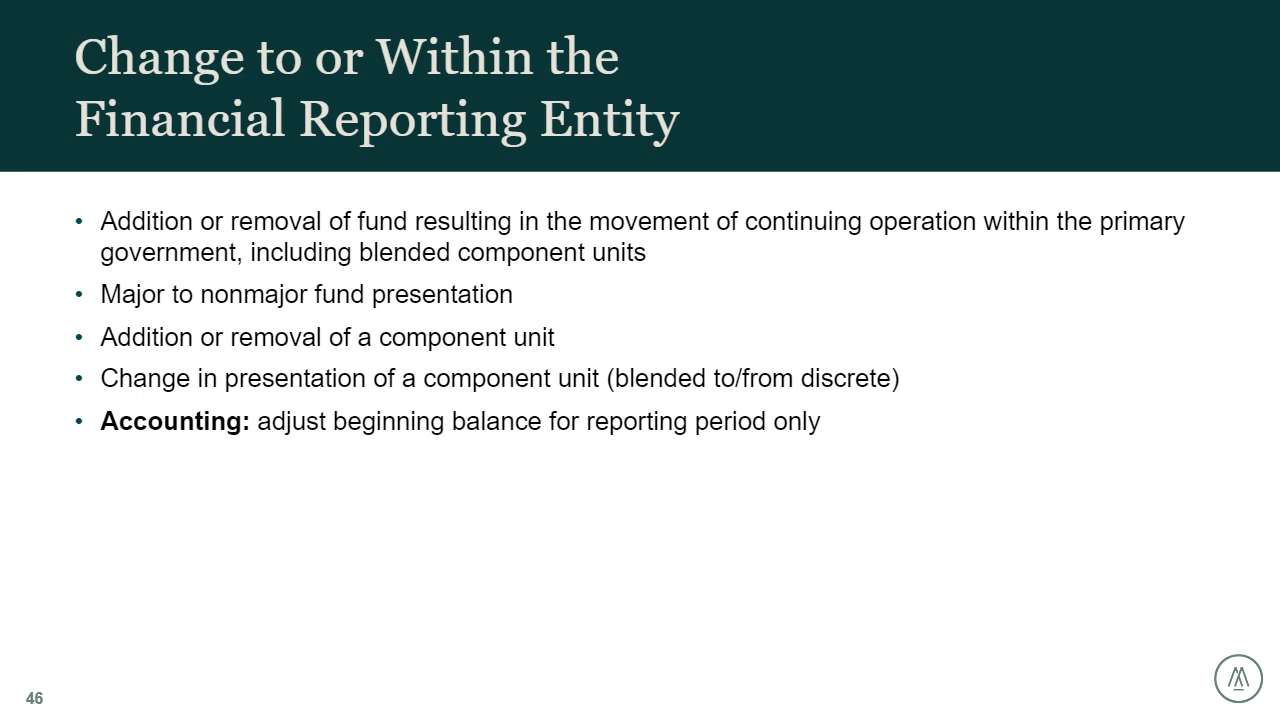 Change to or Within the
Financial Reporting Entity
• Addition or removal of fund resulting in the movement of continuing operation within the primary
government, including blended component units
• Major to nonmajor fund presentation
• Addition or removal of a component unit
• Change in presentation of a component unit (blended to/from discrete)
• Accounting: adjust beginning balance for reporting period only
46